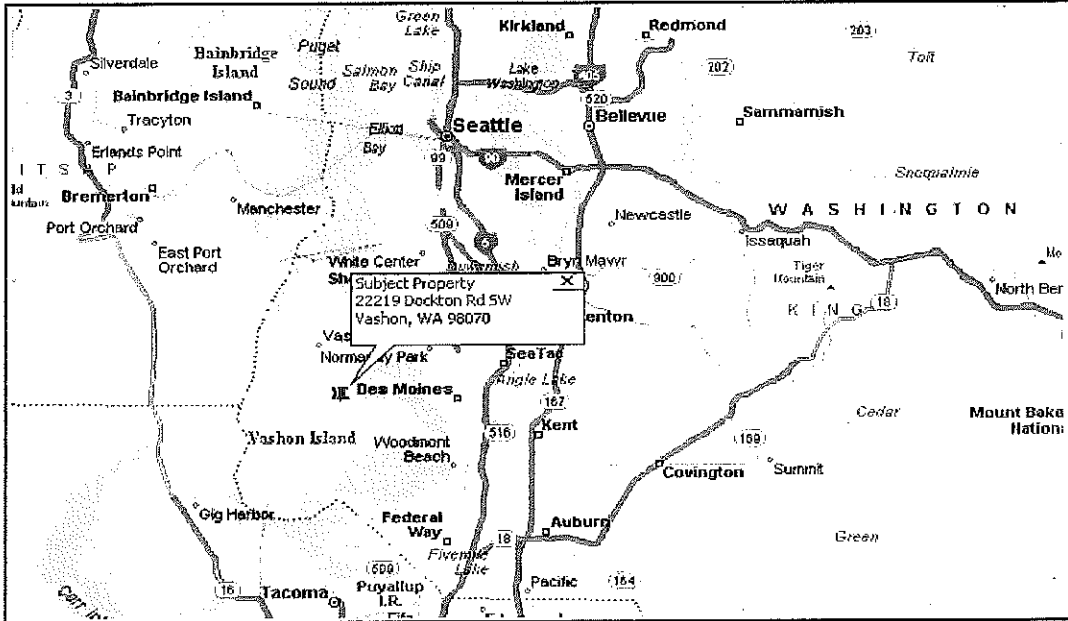 Green
Lake
Kirkland
Redmond
203
Puget
Sound
Bainbridge
Island
Salmon
Bay
Ship
Canal
Lake
Washington
202
Tolt
Silverdale
3
Bainbridge Island
520
Bellevue
Sammamish
Tracyton
Elliott
Bay
Seattle
99
90
Erlands Point
I T S A P
Mercer
Island
Snoqualmie
Bremerton
Manchester
509
Newcastle
W A S H I N G T O N
Port Orchard
Issaquah
East Port
Orchard
White Center
Duwamish
Bryn Mawr
900
Tiger
Mountain
North Ber
Subject Property
22219 Dockton Rd SW
Vashon, WA 98070
enton
K I N G
18
Vas
Normandy Park
SeaTac
Angle Lake
Des Moines
167
Cedar
Mount Bake
Nationa
Vashon Island
516
Kent
169
Woodmont
Beach
Covington
Summit
Gig Harbor
Federal
Way
18
Auburn
Green
Fivemile
Lake
509
Puyallup
I.R.
Pacific
164
16
Tacoma